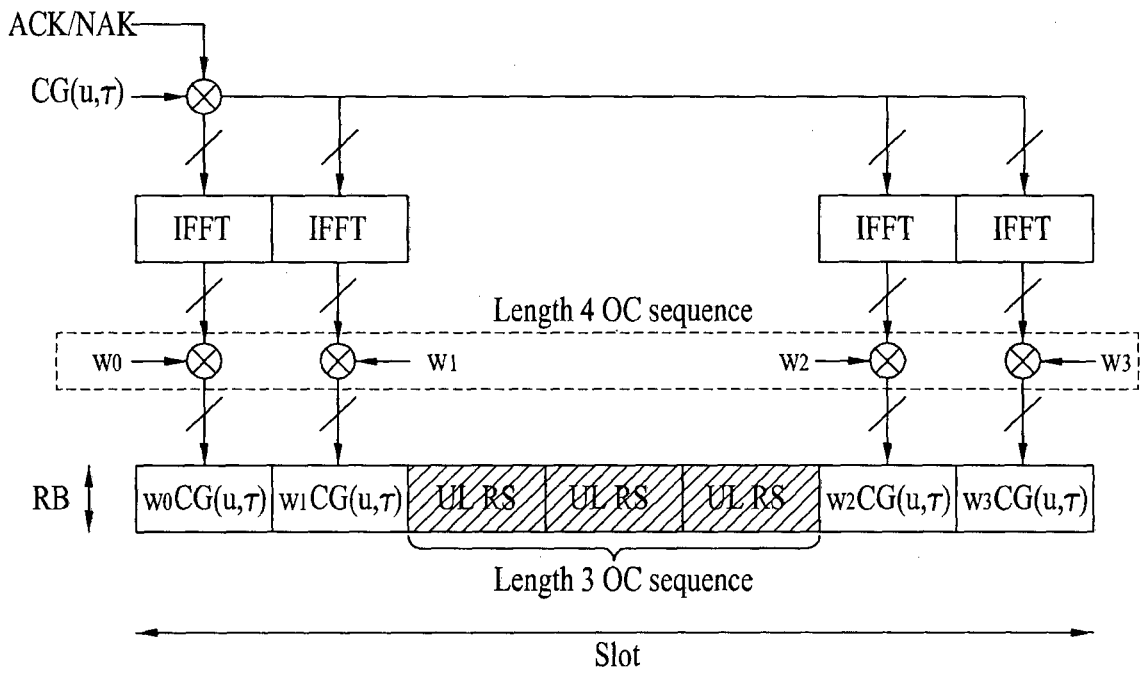 ACK/NAK
CG(u,τ)
IFFT IFFT IFFT IFFT
Length 4 OC sequence
w0 w1 w2 w3
RB w0CG(u,τ) w1CG(u,τ) UL RS UL RS UL RS w2CG(u,τ) w3CG(u,τ)
Length 3 OC sequence
Slot